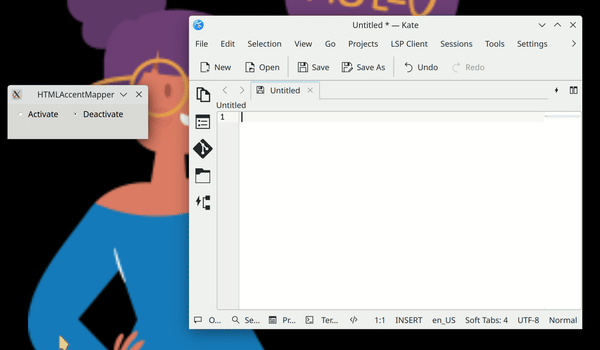 Untitled * — Kate
File Edit Selection View Go Projects LSP Client Sessions Tools Settings
New Open Save Save As Undo Redo
Untitled
Untitled
1
HTMLAccentMapper
Activate Deactivate
O... Se... Pr... Ter... 1:1 INSERT en_US Soft Tabs: 4 UTF-8 Normal